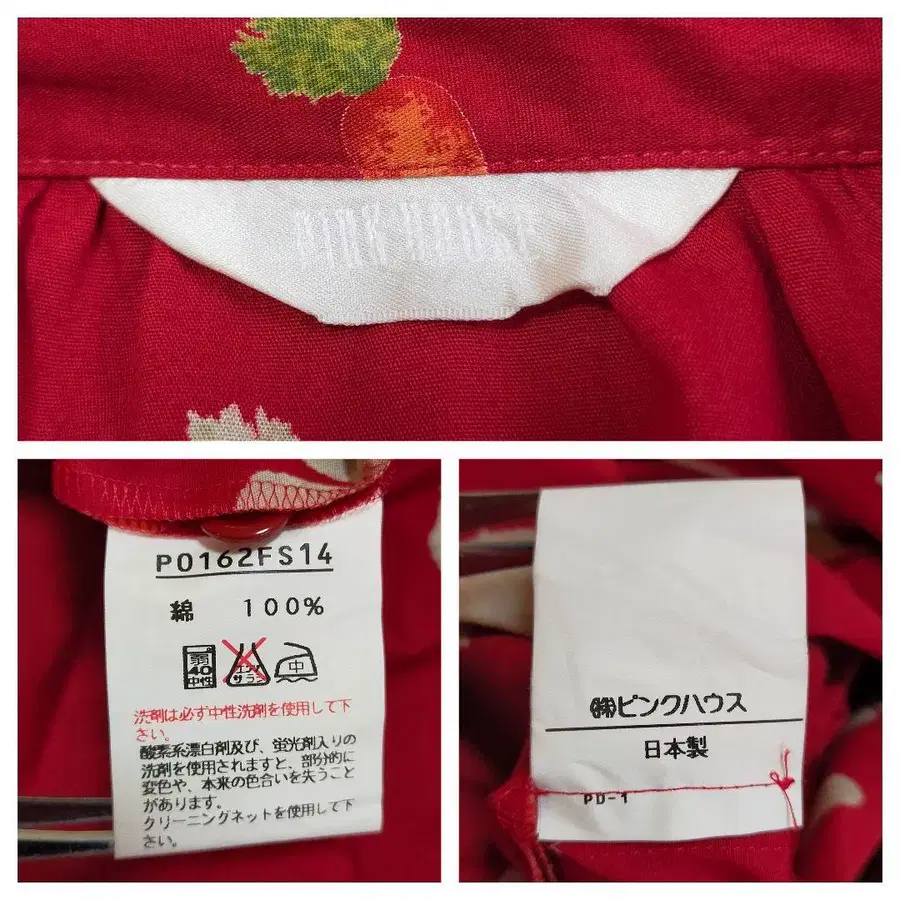 PINK HOUSE
P0162FS14
綿 100%
弱
40
中性
エンソ
サラシ
中
洗剤は必ず中性洗剤を使用して下
さい。
酸素系漂白剤及び、蛍光剤入りの
洗剤を使用されますと、部分的に
変色や、本来の色合いを失うこと
があります。
クリーニングネットを使用して下
さい。
㈱ピンクハウス
日本製
PD-1